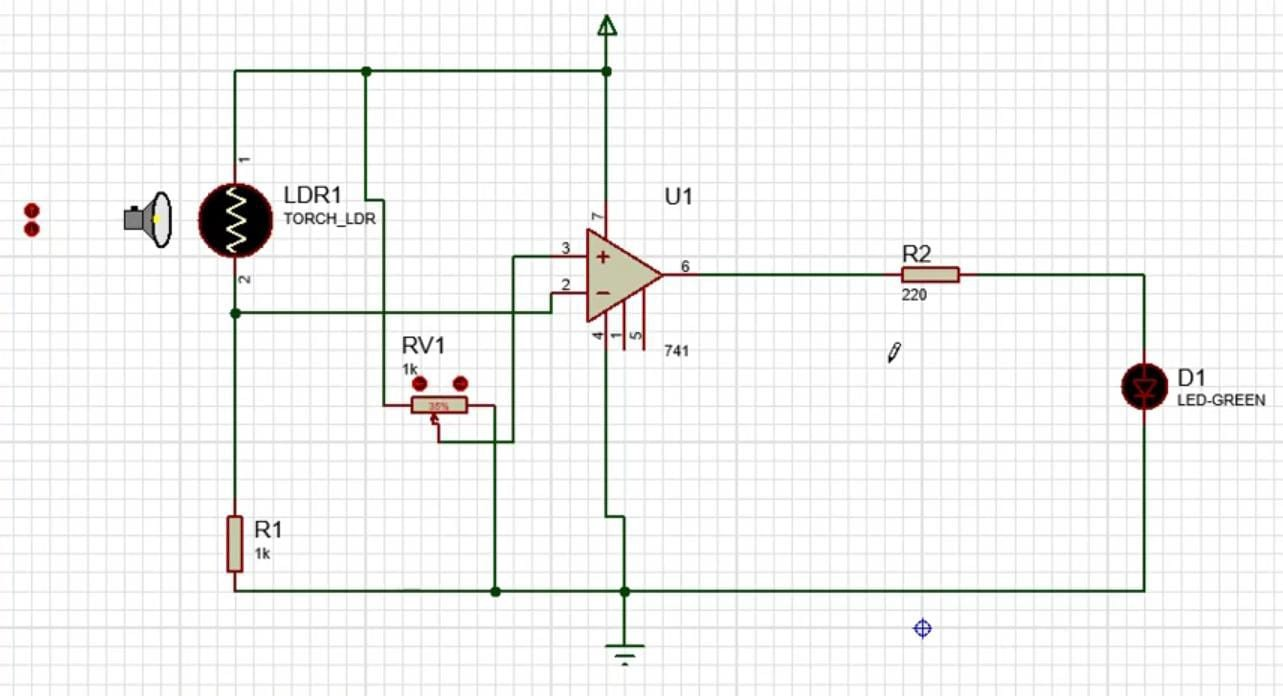 1
LDR1
TORCH_LDR
2
U1
7
3
2
6
4
1
5
741
RV1
1k
35%
R2
220
D1
LED-GREEN
R1
1k